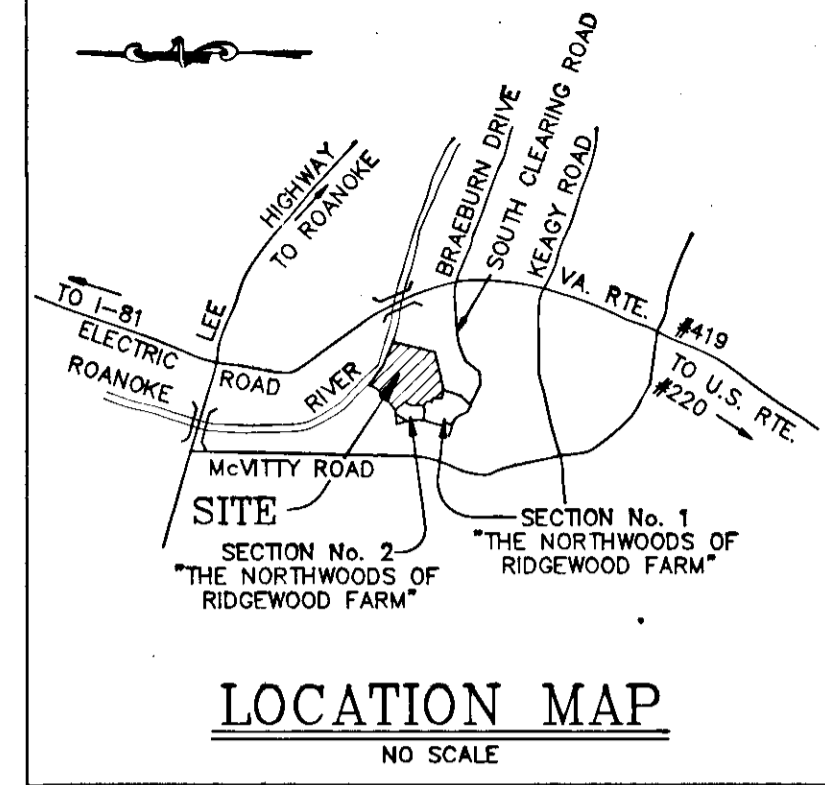 HIGHWAY
TO ROANOKE
LEE
BRAEBURN DRIVE
SOUTH CLEARING ROAD
KEAGY ROAD
VA. RTE. #419
TO I-81
ELECTRIC ROAD
ROANOKE RIVER
TO U.S. RTE.
#220
McVITTY ROAD
SITE
SECTION No. 2
"THE NORTHWOODS OF
RIDGEWOOD FARM"
SECTION No. 1
"THE NORTHWOODS OF
RIDGEWOOD FARM"
LOCATION MAP
NO SCALE